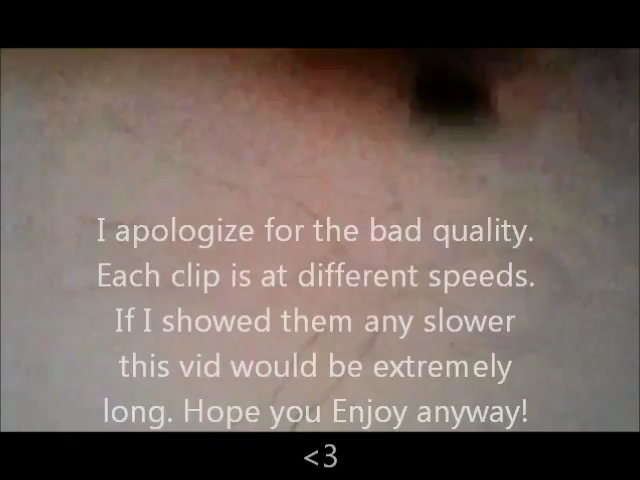 I apologize for the bad quality.
Each clip is at different speeds.
If I showed them any slower
this vid would be extremely
long. Hope you Enjoy anyway!
<3